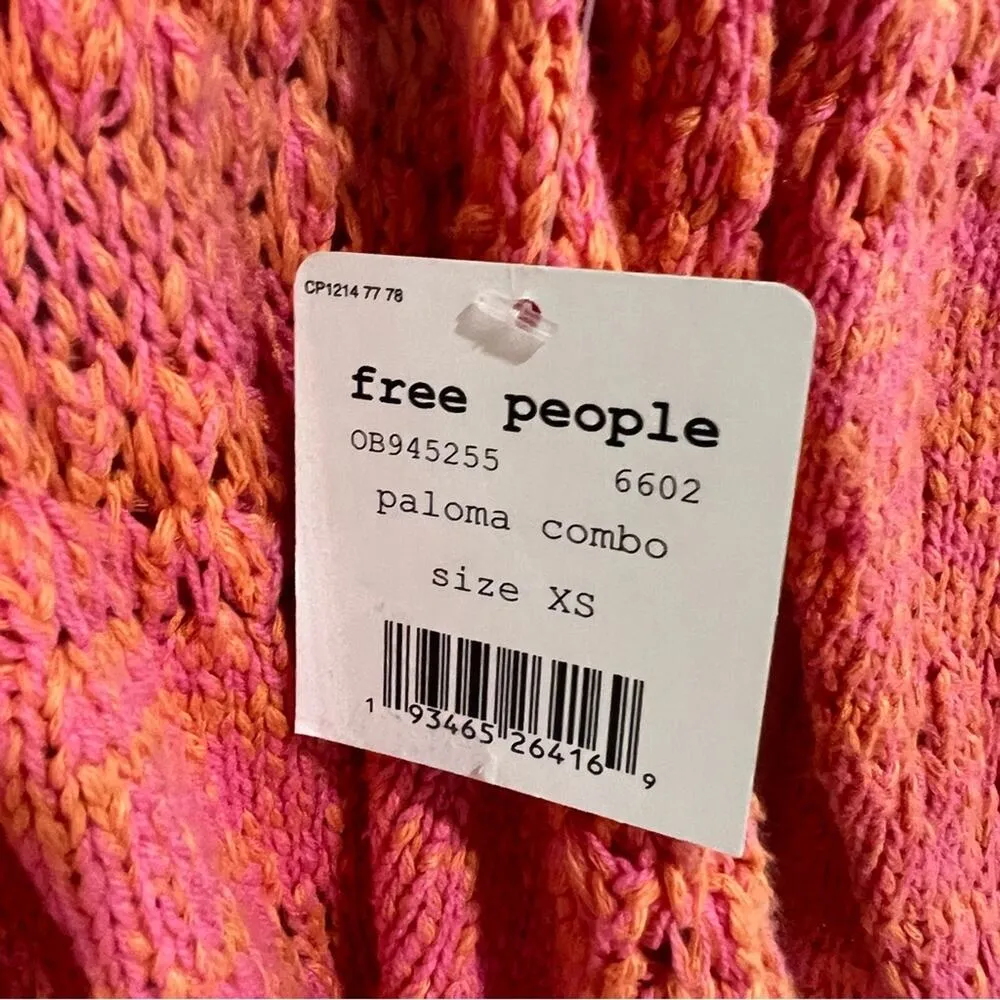 CP1214 77 78
free people
OB945255 6602
paloma combo
size XS
1 93465 26416 9